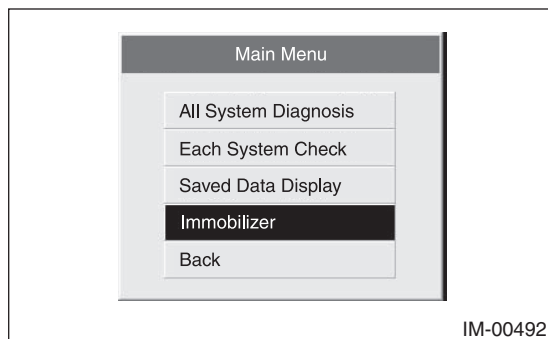 Main Menu
All System Diagnosis
Each System Check
Saved Data Display
Immobilizer
Back
IM-00492